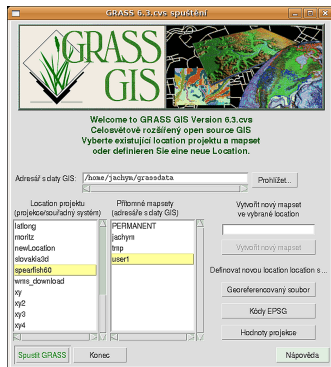 GRASS 6.3.cvs spuštění
GRASS
GIS
Welcome to GRASS GIS Version 6.3.cvs
Celosvětové rozšířený open source GIS
Vyberte existující location projektu a mapset
oder definieren Sie eine neue Location.
Adresář s daty GIS:
/home/jachym/grassdata
Prohlížet...
Location projektu
(projekce/souřadný systém)
latlong
moritz
newLocation
slovakia3d
spearfish60
wms_download
xy
xy2
xy3
xy4
Přítomné mapsety
(adresáře s daty GIS)
PERMANENT
jachym
tmp
user1
Vytvořit nový mapset
ve vybrané location
Vytvořit nový mapset
Definovat novou location location s ...
Georeferencovaný soubor
Kódy EPSG
Hodnoty projekce
Spustit GRASS
Konec
Nápověda